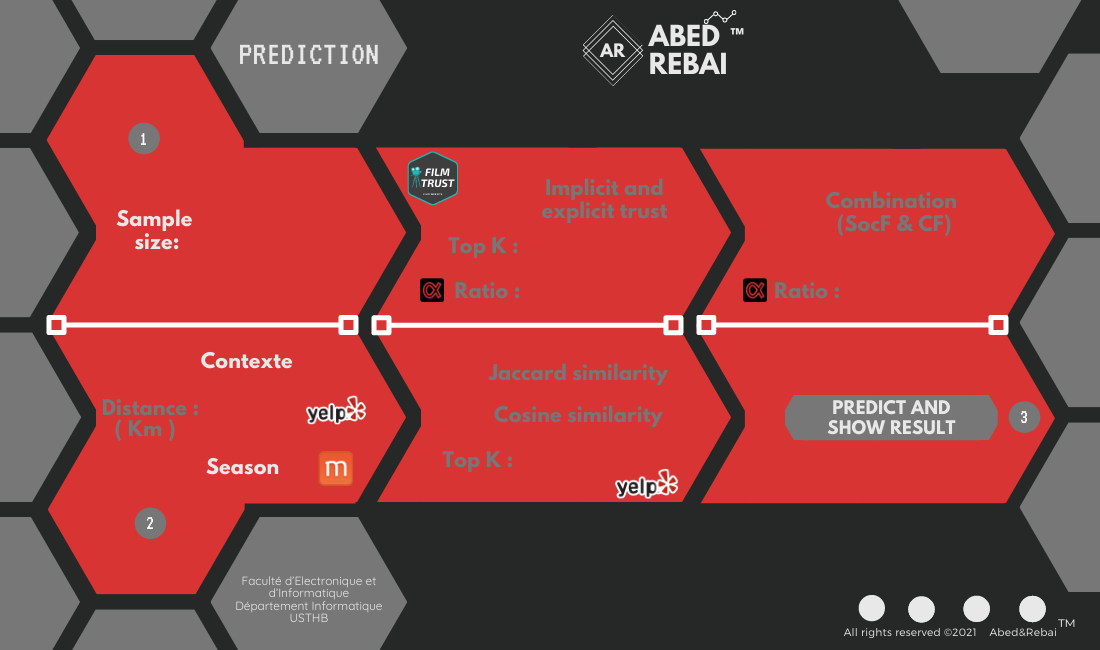 PREDICTION
AR
ABED ™
REBAI
1
Sample
size:
FILM
TRUST
Implicit and
explicit trust
Top K :
α Ratio :
Combination
(SocF & CF)
α Ratio :
Contexte
Distance :
( Km )
yelp
Season
m
2
Jaccard similarity
Cosine similarity
Top K :
yelp
PREDICT AND
SHOW RESULT
3
Faculté d'Electronique et
d'Informatique
Département Informatique
USTHB
All rights reserved ©2021 Abed&Rebai ™